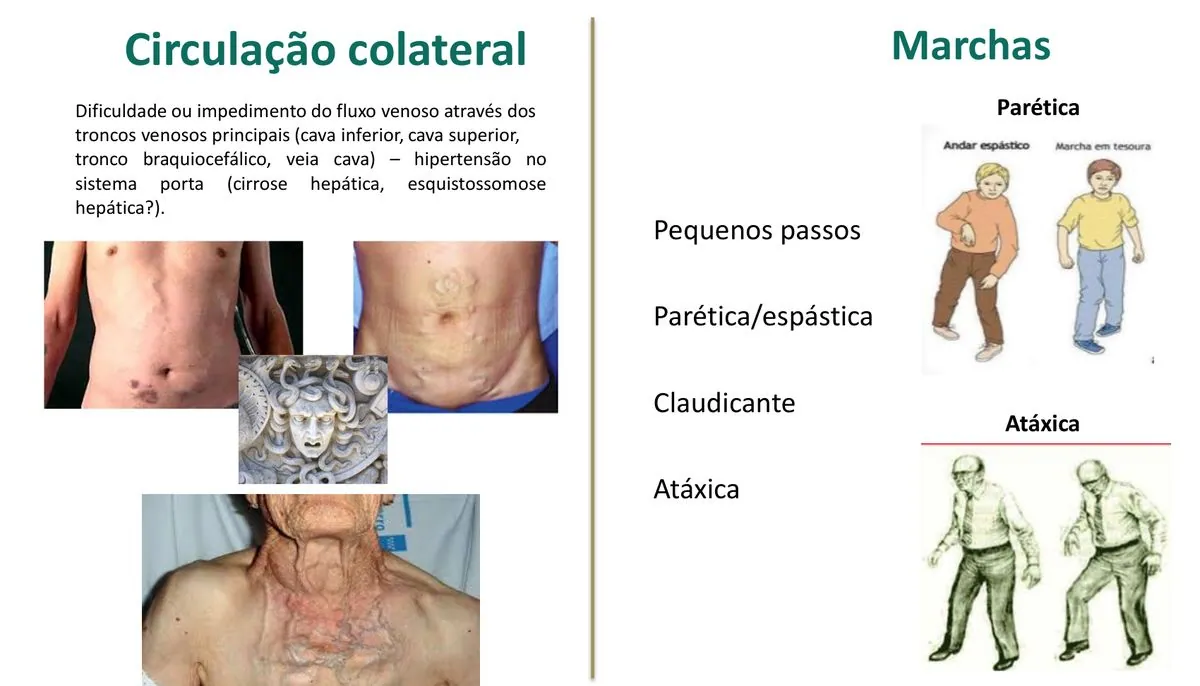 Circulação colateral
Dificuldade ou impedimento do fluxo venoso através dos
troncos venosos principais (cava inferior, cava superior,
tronco braquiocefálico, veia cava) – hipertensão no
sistema porta (cirrose hepática, esquistossomose
hepática?).
Marchas
Pequenos passos
Parética/espástica
Claudicante
Atáxica
Parética
Andar espástico
Marcha em tesoura
Atáxica